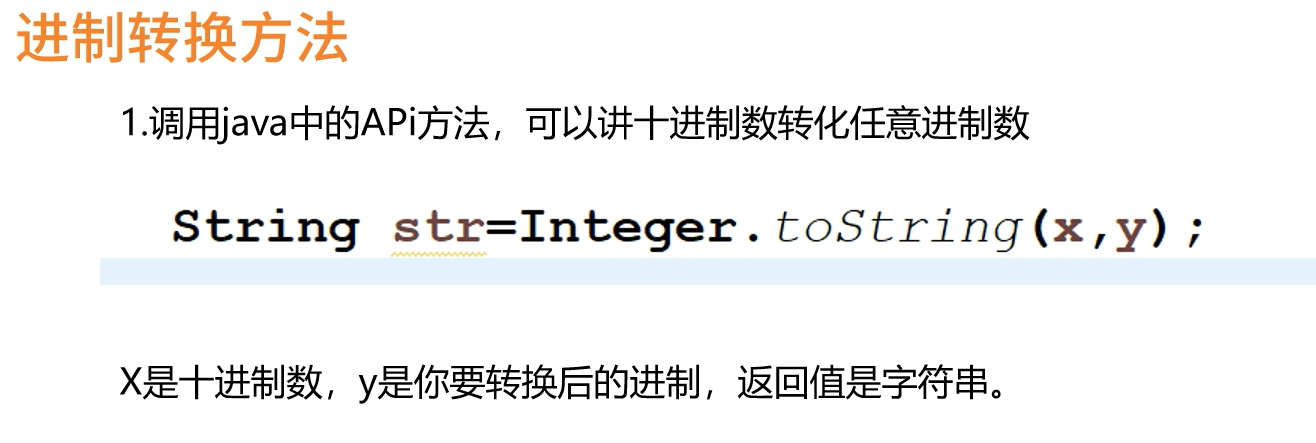 进制转换方法
1.调用java中的APi方法，可以讲十进制数转化任意进制数
String str=Integer.toString(x,y);
X是十进制数，y是你要转换后的进制，返回值是字符串。